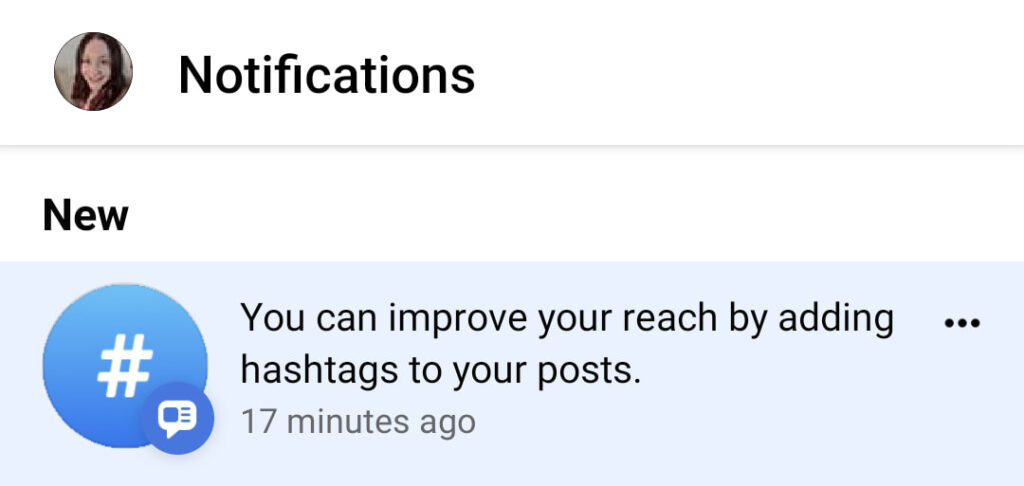 Notifications
New
You can improve your reach by adding
hashtags to your posts.
17 minutes ago